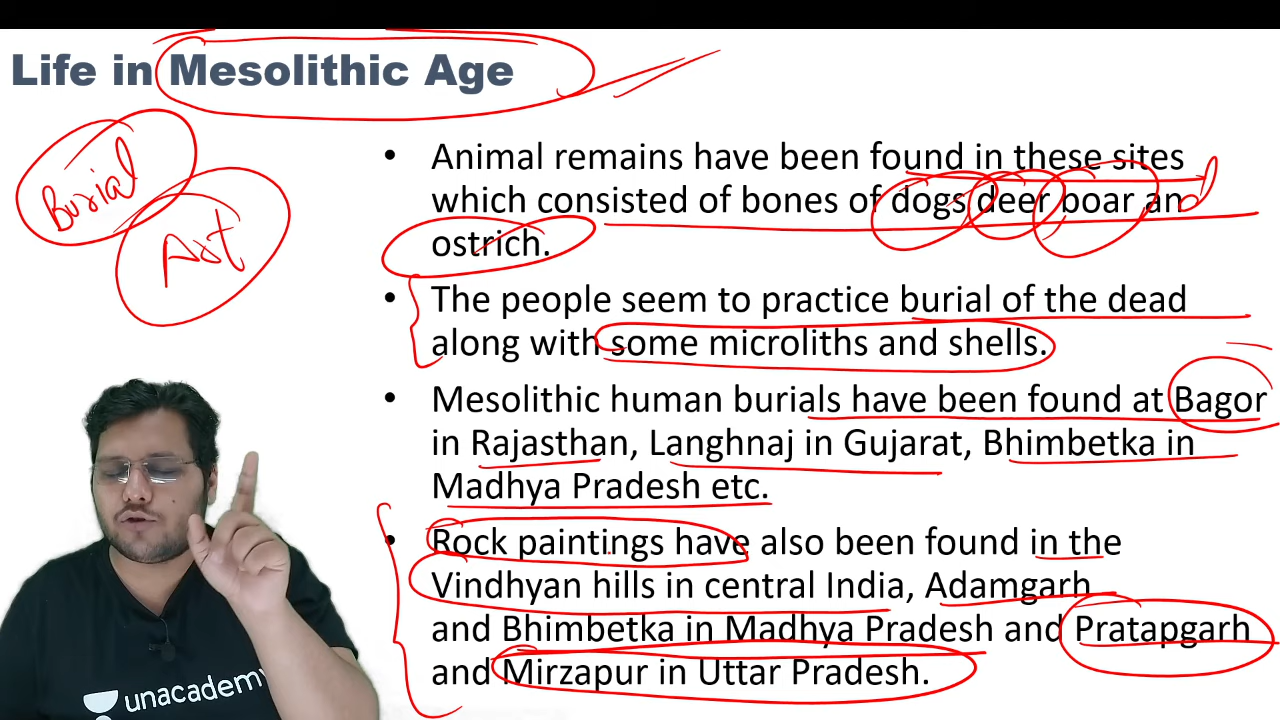 Life in Mesolithic Age
Burial
Art
• Animal remains have been found in these sites
which consisted of bones of dogs deer boar and
ostrich.
• The people seem to practice burial of the dead
along with some microliths and shells.
• Mesolithic human burials have been found at Bagor
in Rajasthan, Langhnaj in Gujarat, Bhimbetka in
Madhya Pradesh etc.
• Rock paintings have also been found in the
Vindhyan hills in central India, Adamgarh
and Bhimbetka in Madhya Pradesh and Pratapgarh
and Mirzapur in Uttar Pradesh.
unacademy